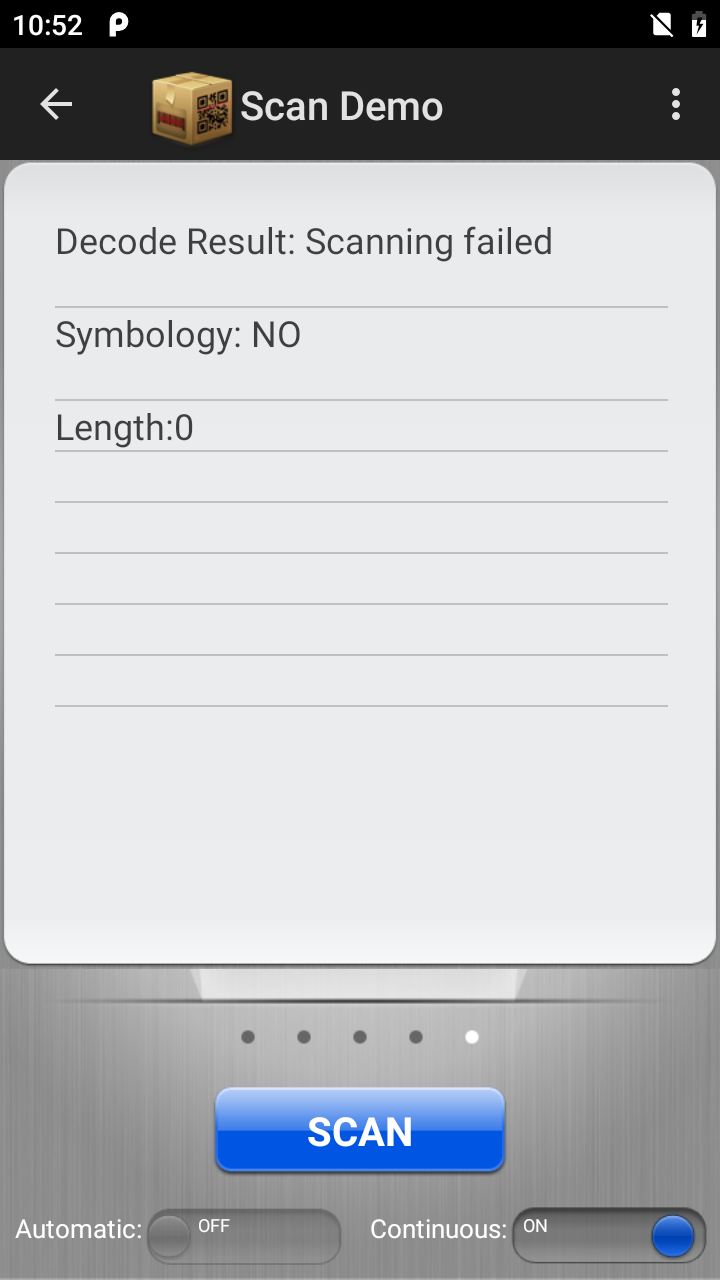 10:52
Scan Demo
Decode Result: Scanning failed
Symbology: NO
Length:0
SCAN
Automatic: OFF Continuous: ON